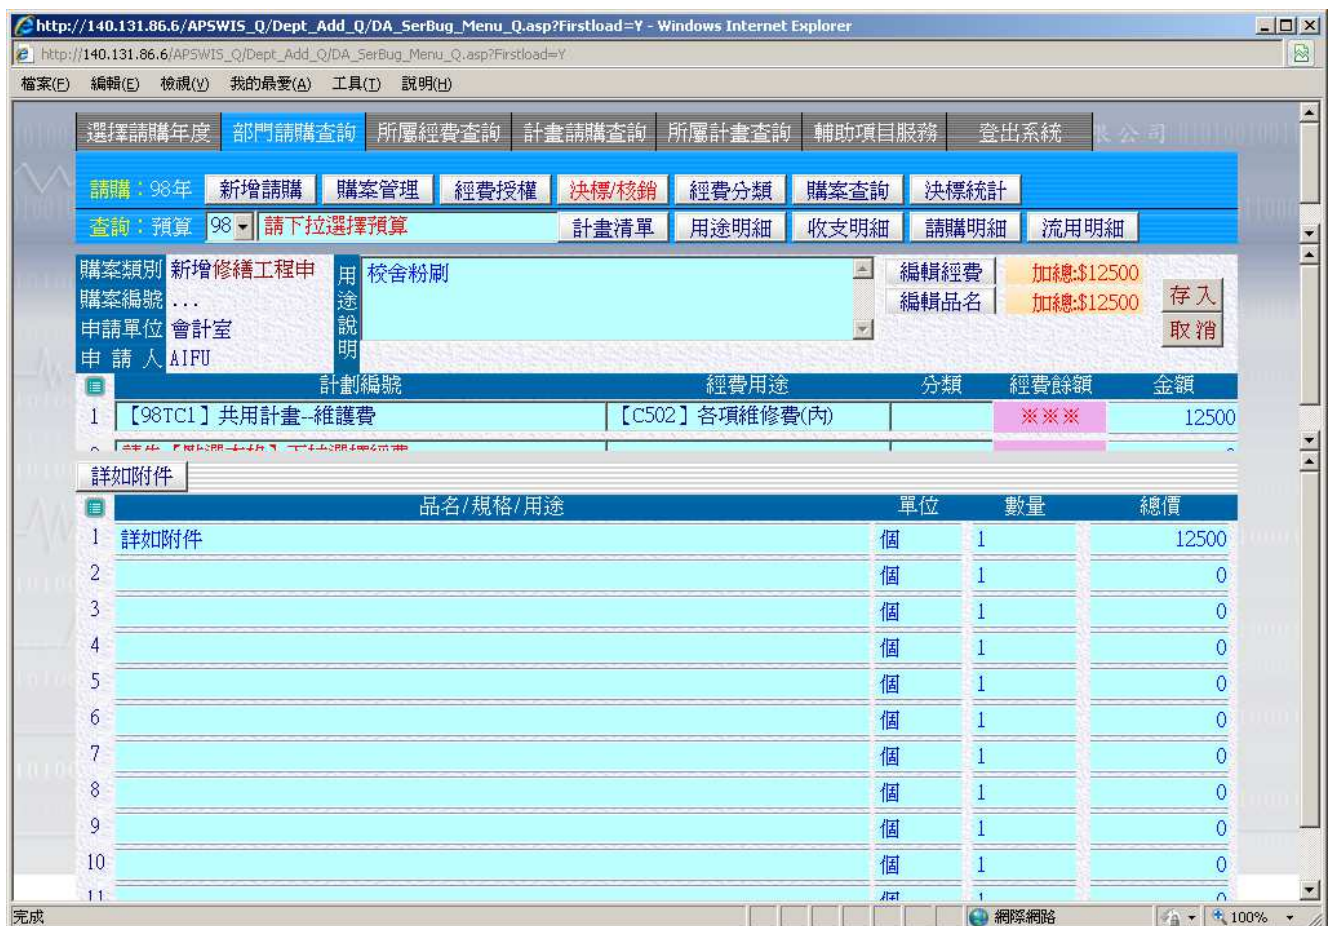 http://140.131.86.6/APSWIS_Q/Dept_Add_Q/DA_SerBug_Menu_Q.asp?Firstload=Y - Windows Internet Explorer
http://140.131.86.6/APSWIS_Q/Dept_Add_Q/DA_SerBug_Menu_Q.asp?Firstload=Y
檔案(F) 編輯(E) 檢視(V) 我的最愛(A) 工具(T) 說明(H)
選擇請購年度 部門請購查詢 所屬經費查詢 計畫請購查詢 所屬計畫查詢 輔助項目服務 登出系統
請購：98年 新增請購 購案管理 經費授權 決標/核銷 經費分類 購案查詢 決標統計
查詢：預算 98 請下拉選擇預算 計畫清單 用途明細 收支明細 請購明細 流用明細
購案類別 新增修繕工程申 用途說明 校舍粉刷 編輯經費 加總:$12500 存入
購案編號 ... 編輯品名 加總:$12500 取消
申請單位 會計室
申 請 人 AIFU
計劃編號 經費用途 分類 經費餘額 金額
1 【98TC1】共用計畫--維護費 【C502】各項維修費(內) ※※※ 12500
詳如附件
品名/規格/用途 單位 數量 總價
1 詳如附件 個 1 12500
2 個 1 0
3 個 1 0
4 個 1 0
5 個 1 0
6 個 1 0
7 個 1 0
8 個 1 0
9 個 1 0
10 個 1 0
11
完成 網際網路 100%